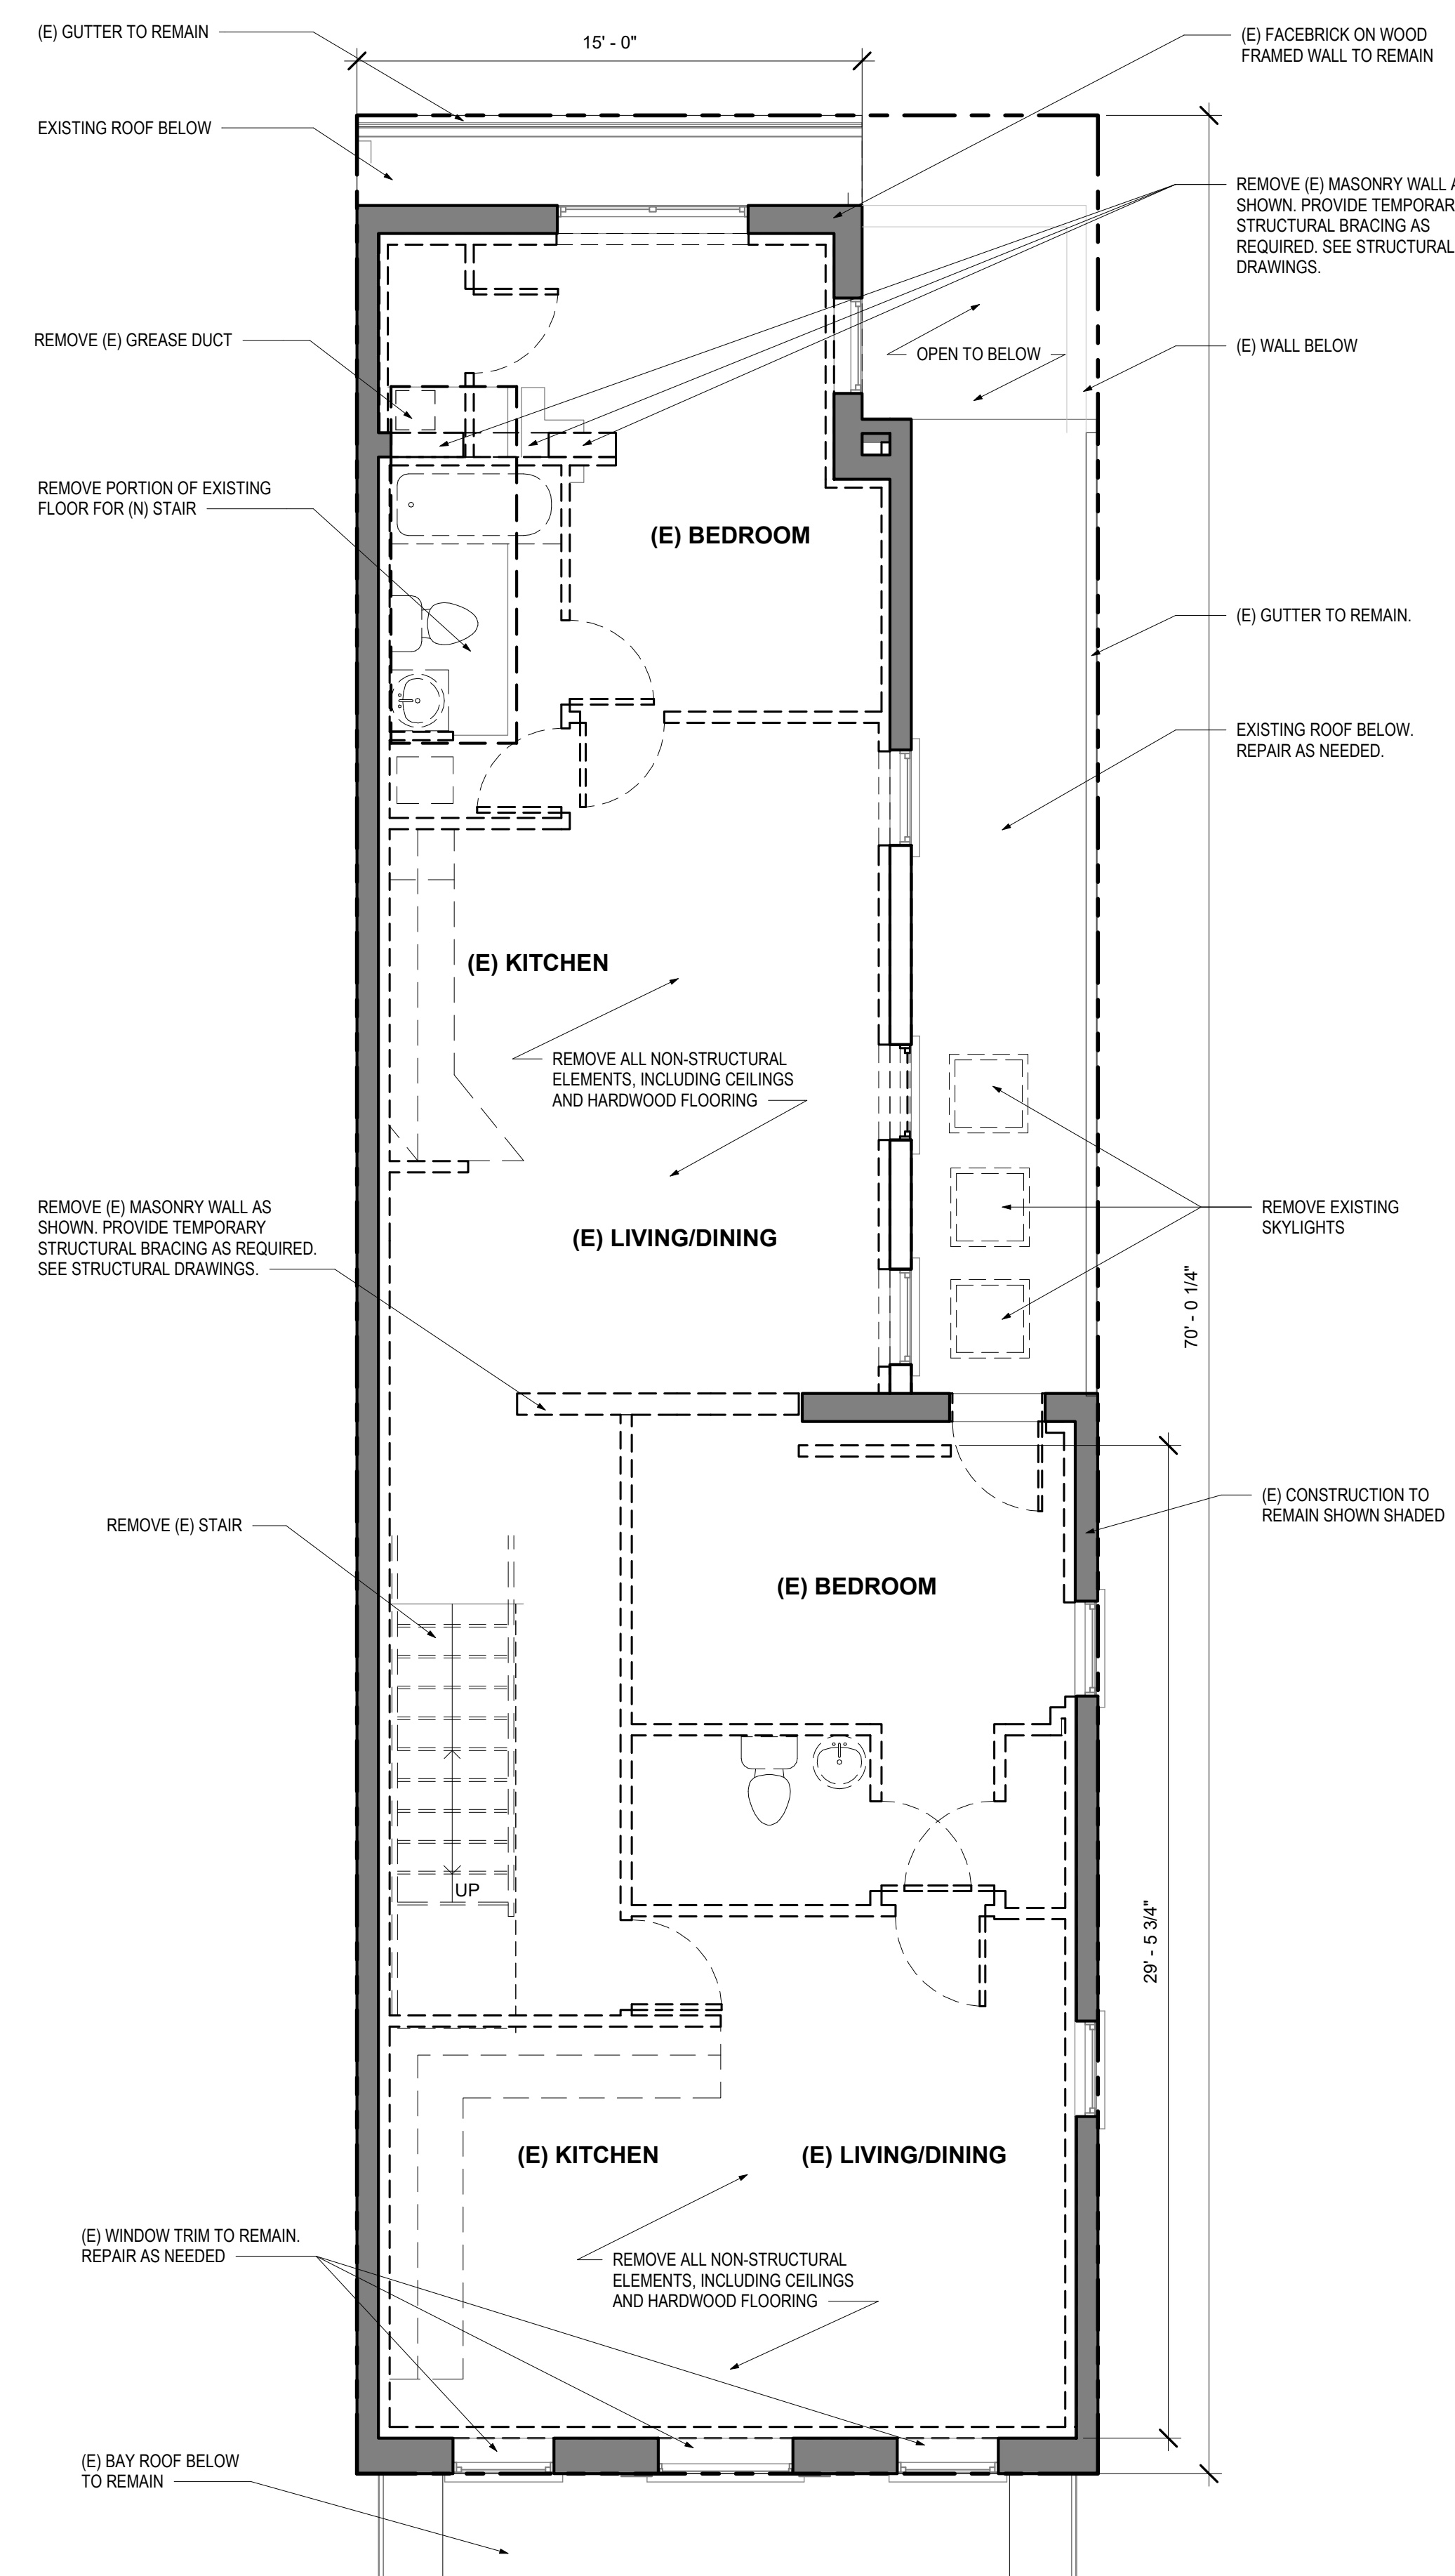 (E) GUTTER TO REMAIN
15' - 0"
(E) FACEBRICK ON WOOD
FRAMED WALL TO REMAIN
EXISTING ROOF BELOW
REMOVE (E) MASONRY WALL
SHOWN. PROVIDE TEMPORAR
STRUCTURAL BRACING AS
REQUIRED. SEE STRUCTURAL
DRAWINGS.
REMOVE (E) GREASE DUCT
OPEN TO BELOW
(E) WALL BELOW
REMOVE PORTION OF EXISTING
FLOOR FOR (N) STAIR
(E) BEDROOM
(E) GUTTER TO REMAIN.
EXISTING ROOF BELOW.
REPAIR AS NEEDED.
(E) KITCHEN
REMOVE ALL NON-STRUCTURAL
ELEMENTS, INCLUDING CEILINGS
AND HARDWOOD FLOORING
REMOVE (E) MASONRY WALL AS
SHOWN. PROVIDE TEMPORARY
STRUCTURAL BRACING AS REQUIRED.
SEE STRUCTURAL DRAWINGS.
(E) LIVING/DINING
REMOVE EXISTING
SKYLIGHTS
70' - 0 1/4"
(E) CONSTRUCTION TO
REMAIN SHOWN SHADED
REMOVE (E) STAIR
(E) BEDROOM
UP
29' - 5 3/4"
(E) KITCHEN
(E) LIVING/DINING
(E) WINDOW TRIM TO REMAIN.
REPAIR AS NEEDED
REMOVE ALL NON-STRUCTURAL
ELEMENTS, INCLUDING CEILINGS
AND HARDWOOD FLOORING
(E) BAY ROOF BELOW
TO REMAIN